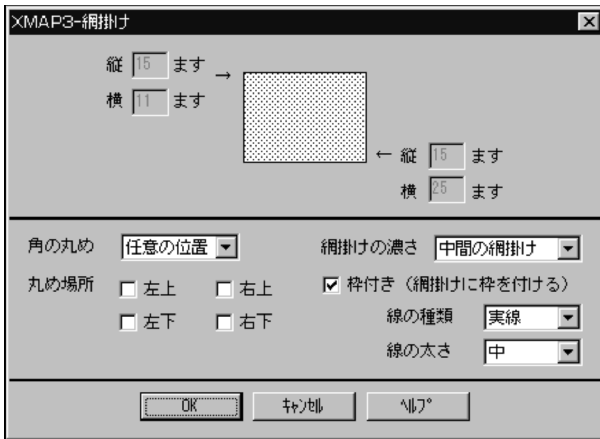 XMAP3-網掛け
縦 15 ます →
横 11 ます
← 縦 15 ます
横 25 ます
角の丸め 任意の位置
網掛けの濃さ 中間の網掛け
丸め場所 左上 右上
左下 右下
枠付き（網掛けに枠を付ける）
線の種類 実線
線の太さ 中
OK ｷｬﾝｾﾙ ﾍﾙﾌﾟ